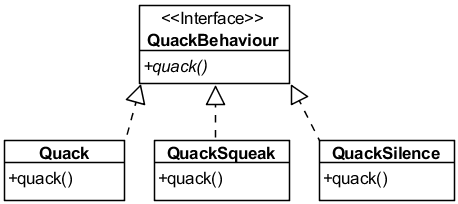 <<Interface>>
QuackBehaviour
+quack()
Quack
+quack()
QuackSqueak
+quack()
QuackSilence
+quack()